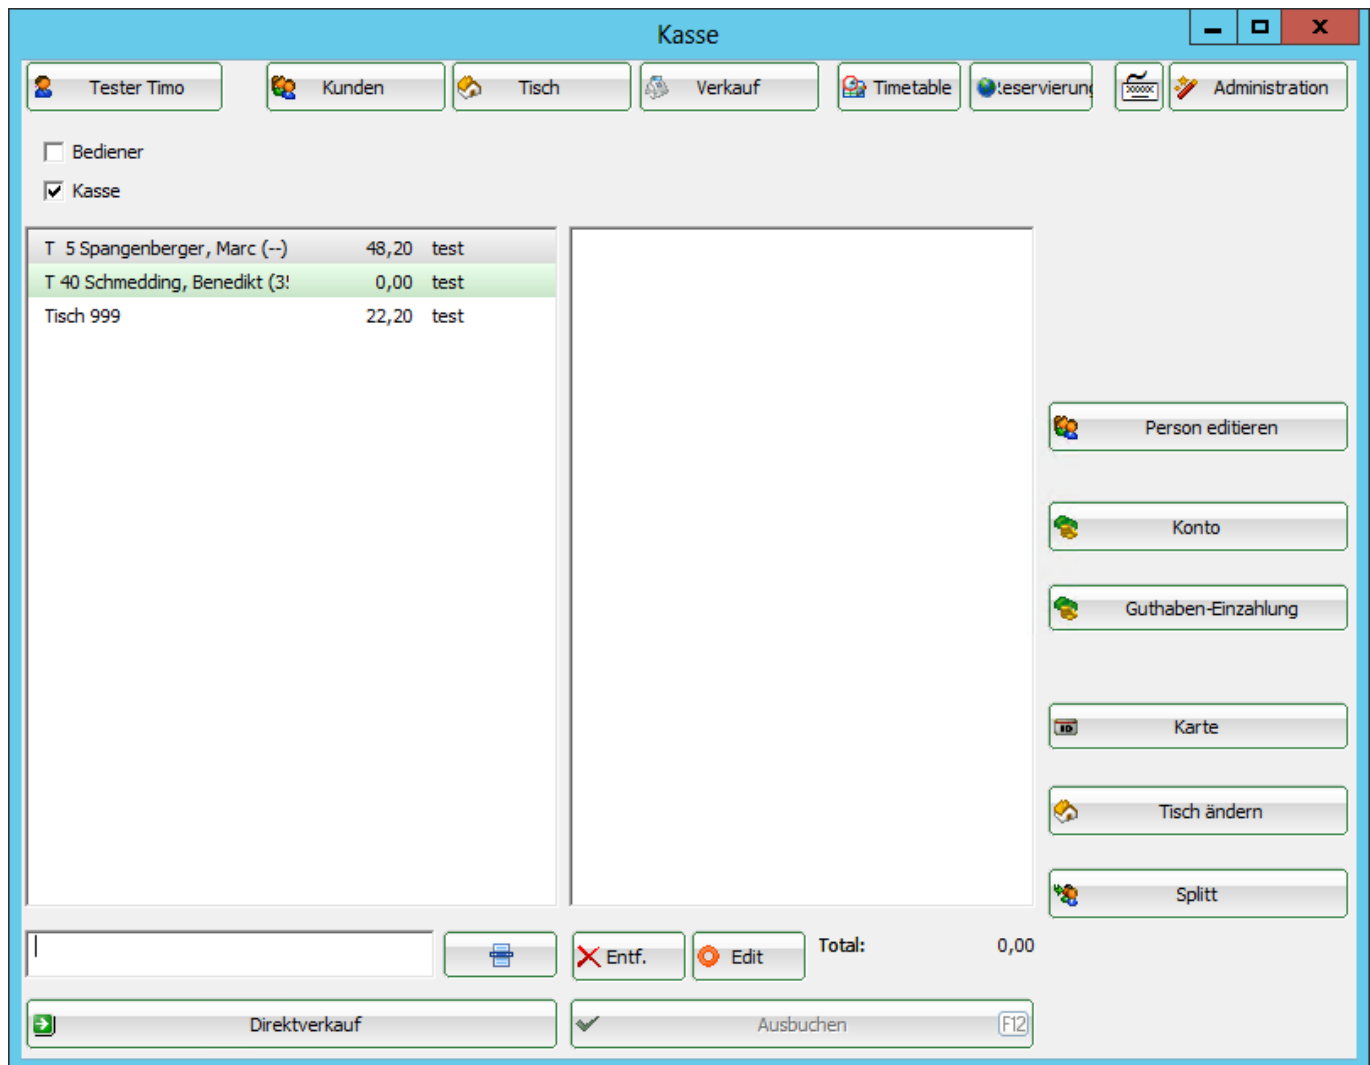 Kasse
Tester Timo
Kunden
Tisch
Verkauf
Timetable
eservierung
Administration
Bediener
Kasse
T 5 Spangenberger, Marc (--) 48,20 test
T 40 Schmedding, Benedikt (3 0,00 test
Tisch 999 22,20 test
Person editieren
Konto
Guthaben-Einzahlung
Karte
Tisch ändern
Splitt
Entf.
Edit
Total: 0,00
Direktverkauf
Ausbuchen F12